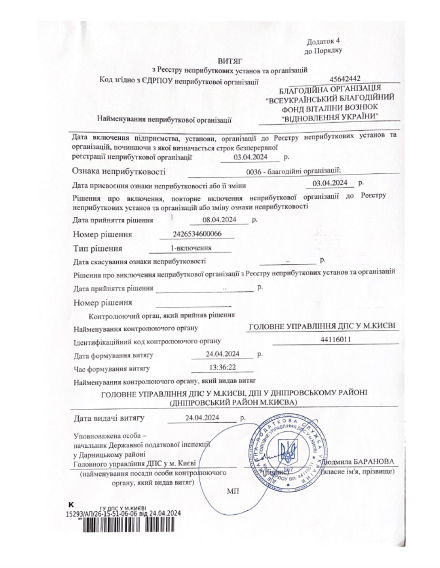 Додаток 4
до Порядку
ВИТЯГ
з Реєстру неприбуткових установ та організацій
Код згідно з ЄДРПОУ неприбуткової організації 45642442
БЛАГОДІЙНА ОРГАНІЗАЦІЯ
"ВСЕУКРАЇНСЬКИЙ БЛАГОДІЙНИЙ
ФОНД ВІТАЛІНИ ВОЗНЮК
Найменування неприбуткової організації "ВІДНОВЛЕННЯ УКРАЇНИ"
Дата включення підприємства, установи, організації до Реєстру неприбуткових установ та
організацій, починаючи з якої визначається строк безперервної
реєстрації неприбуткової організації 03.04.2024 р.
Ознака неприбутковості 0036 - благодійні організації;
Дата присвоєння ознаки неприбутковості або її зміни 03.04.2024 р.
Рішення про включення, повторне включення неприбуткової організації до Реєстру
неприбуткових установ та організацій або зміну ознаки неприбутковості
Дата прийняття рішення 08.04.2024 р.
Номер рішення 2426534600066
Тип рішення 1-включення
Дата скасування ознаки неприбутковості .. р.
Рішення про виключення неприбуткової організації з Реєстру неприбуткових установ та організацій
Дата прийняття рішення .. р.
Номер рішення
Контролюючий орган, який прийняв рішення
Найменування контролюючого органу ГОЛОВНЕ УПРАВЛІННЯ ДПС У М.КИЄВІ
Ідентифікаційний код контролюючого органу 44116011
Дата формування витягу 24.04.2024 р.
Час формування витягу 13:36:22
Найменування контролюючого органу, який видав витяг
ГОЛОВНЕ УПРАВЛІННЯ ДПС У М.КИЄВІ, ДПІ У ДНІПРОВСЬКОМУ РАЙОНІ
(ДНІПРОВСЬКИЙ РАЙОН М.КИЄВА)
Дата видачі витягу 24.04.2024 р.
Уповноважена особа –
начальник Державної податкової інспекції
у Дарницькому районі
Головного управління ДПС у м. Києві Людмила БАРАНОВА
(найменування посади особи контролюючого (власне ім'я, прізвище)
органу, який видав витяг)
МП
К
ГУ ДПС У М.КИЄВІ
15293/АП/26-15-51-06-06 від 24.04.2024